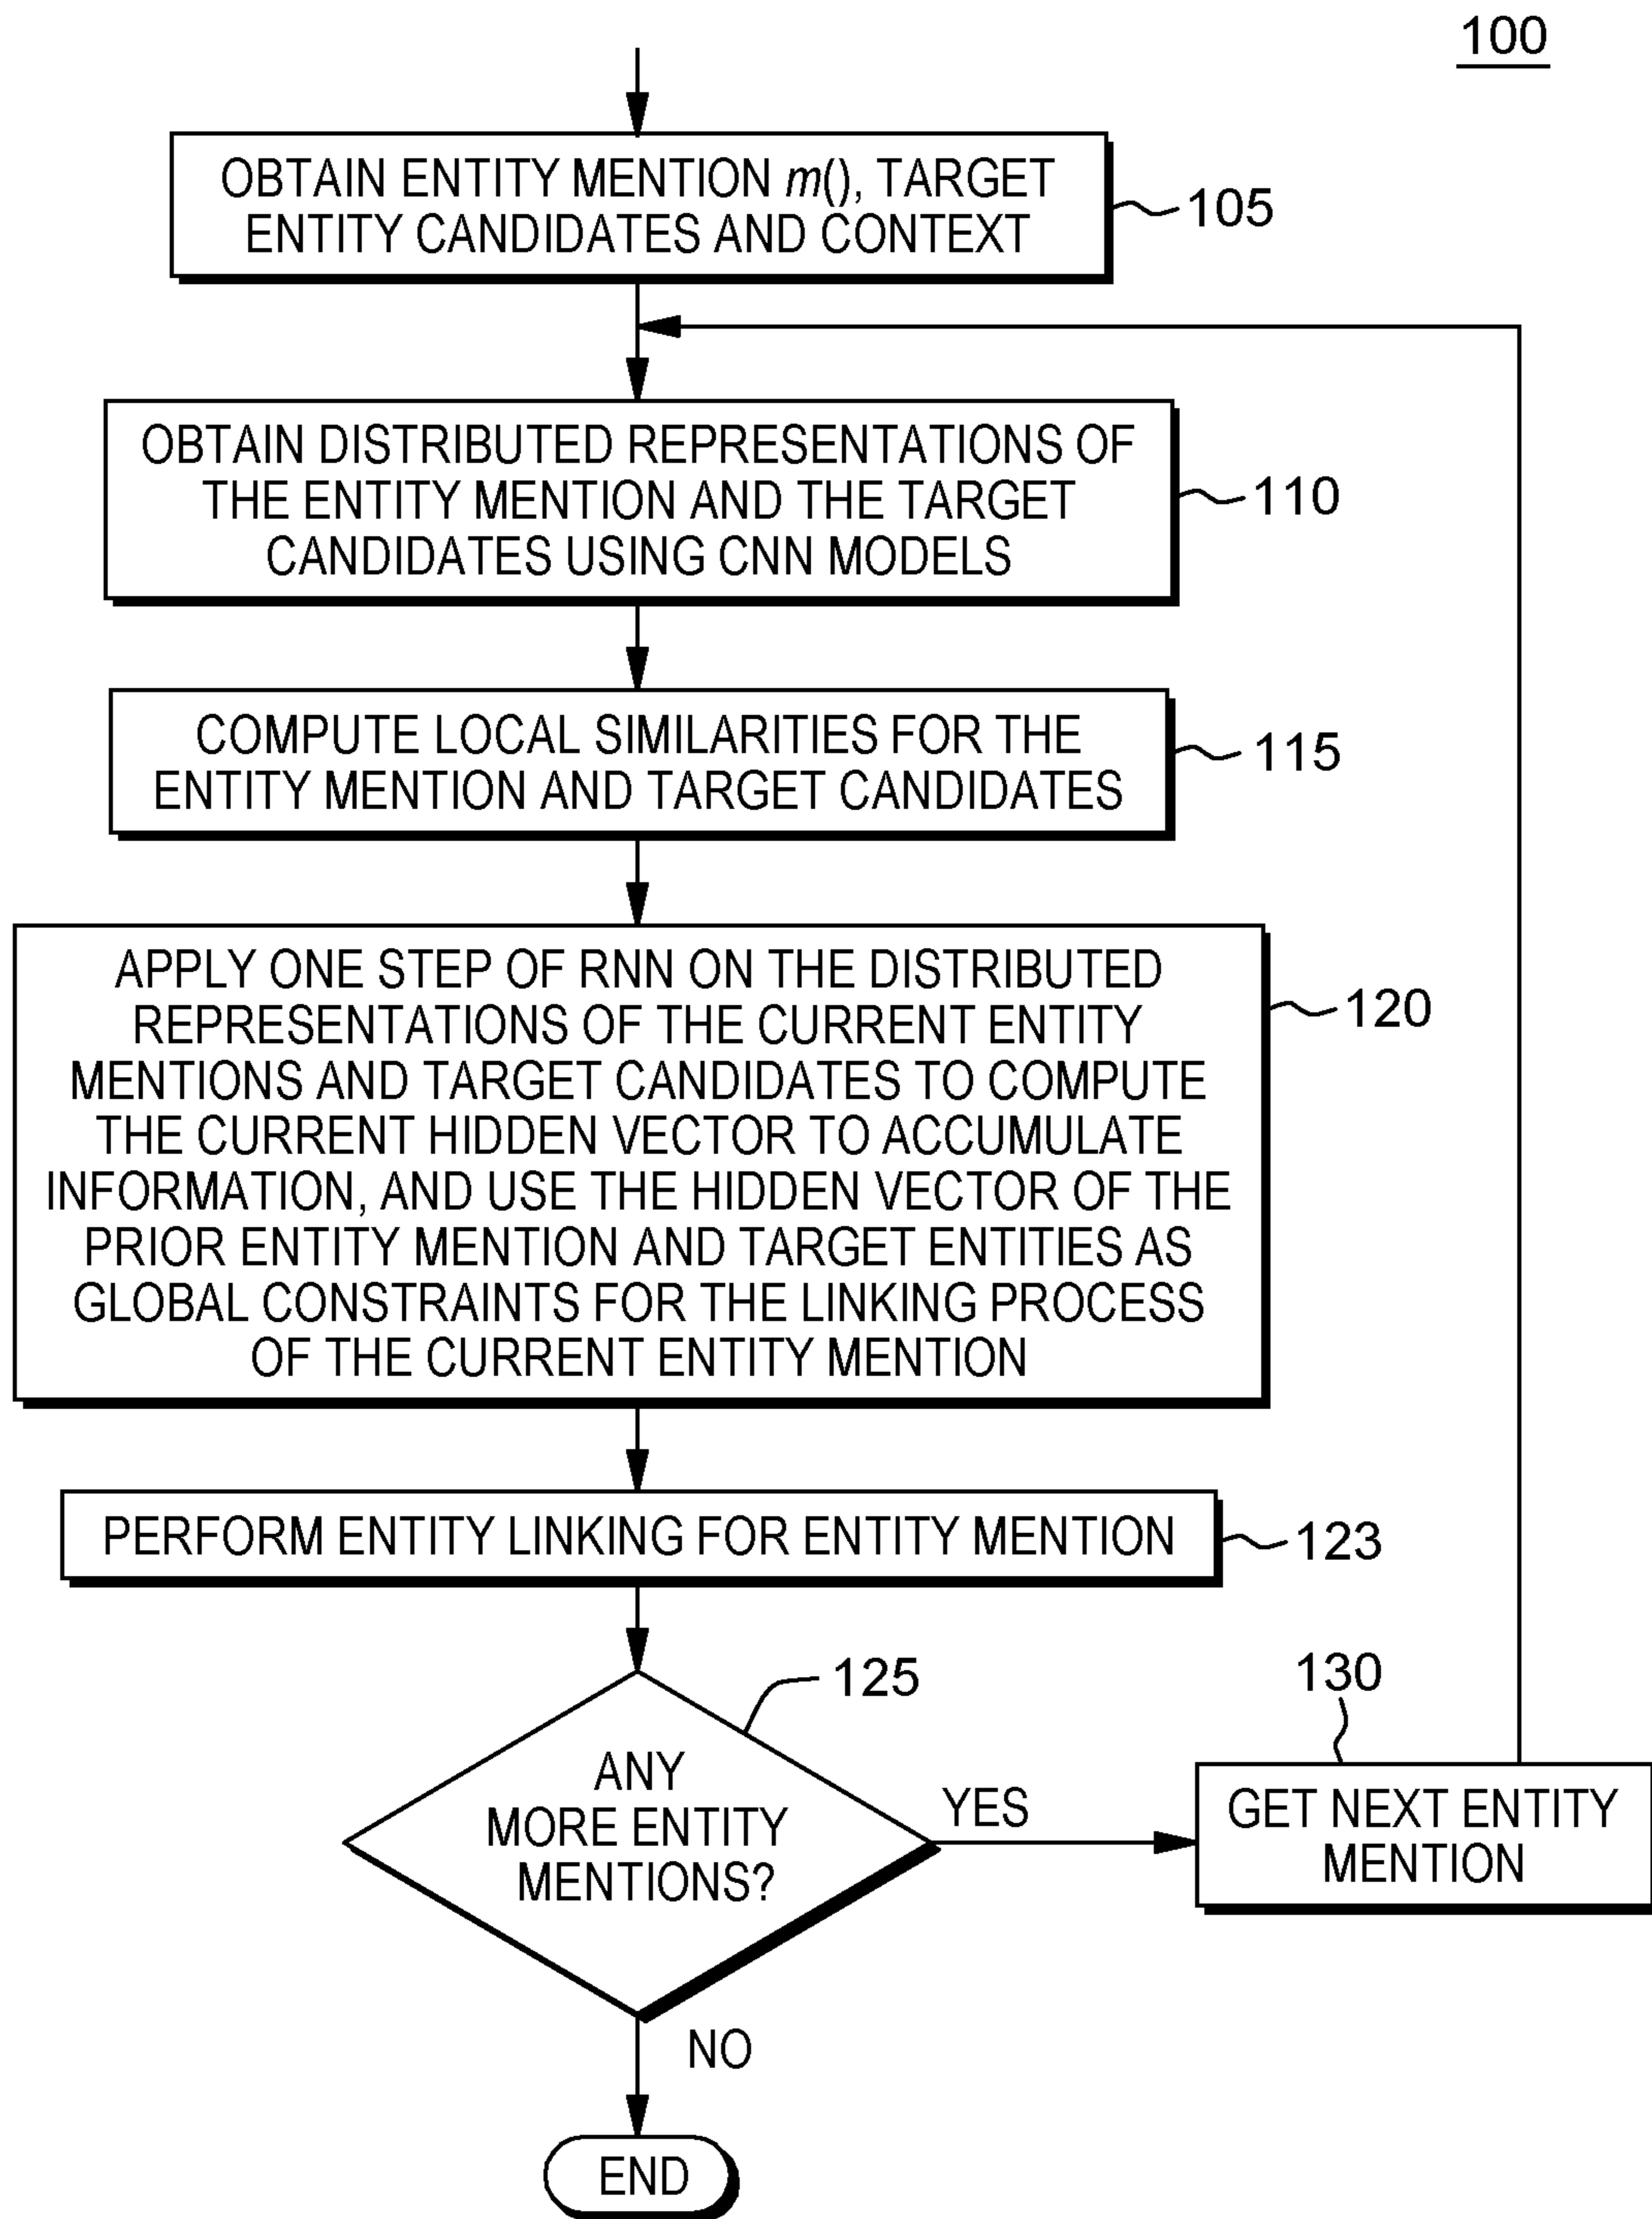 100
OBTAIN ENTITY MENTION m(), TARGET
ENTITY CANDIDATES AND CONTEXT
105
OBTAIN DISTRIBUTED REPRESENTATIONS OF
THE ENTITY MENTION AND THE TARGET
CANDIDATES USING CNN MODELS
110
COMPUTE LOCAL SIMILARITIES FOR THE
ENTITY MENTION AND TARGET CANDIDATES
115
APPLY ONE STEP OF RNN ON THE DISTRIBUTED
REPRESENTATIONS OF THE CURRENT ENTITY
MENTIONS AND TARGET CANDIDATES TO COMPUTE
THE CURRENT HIDDEN VECTOR TO ACCUMULATE
INFORMATION, AND USE THE HIDDEN VECTOR OF THE
PRIOR ENTITY MENTION AND TARGET ENTITIES AS
GLOBAL CONSTRAINTS FOR THE LINKING PROCESS
OF THE CURRENT ENTITY MENTION
120
PERFORM ENTITY LINKING FOR ENTITY MENTION
123
125
ANY
MORE ENTITY
MENTIONS?
YES
130
GET NEXT ENTITY
MENTION
NO
END